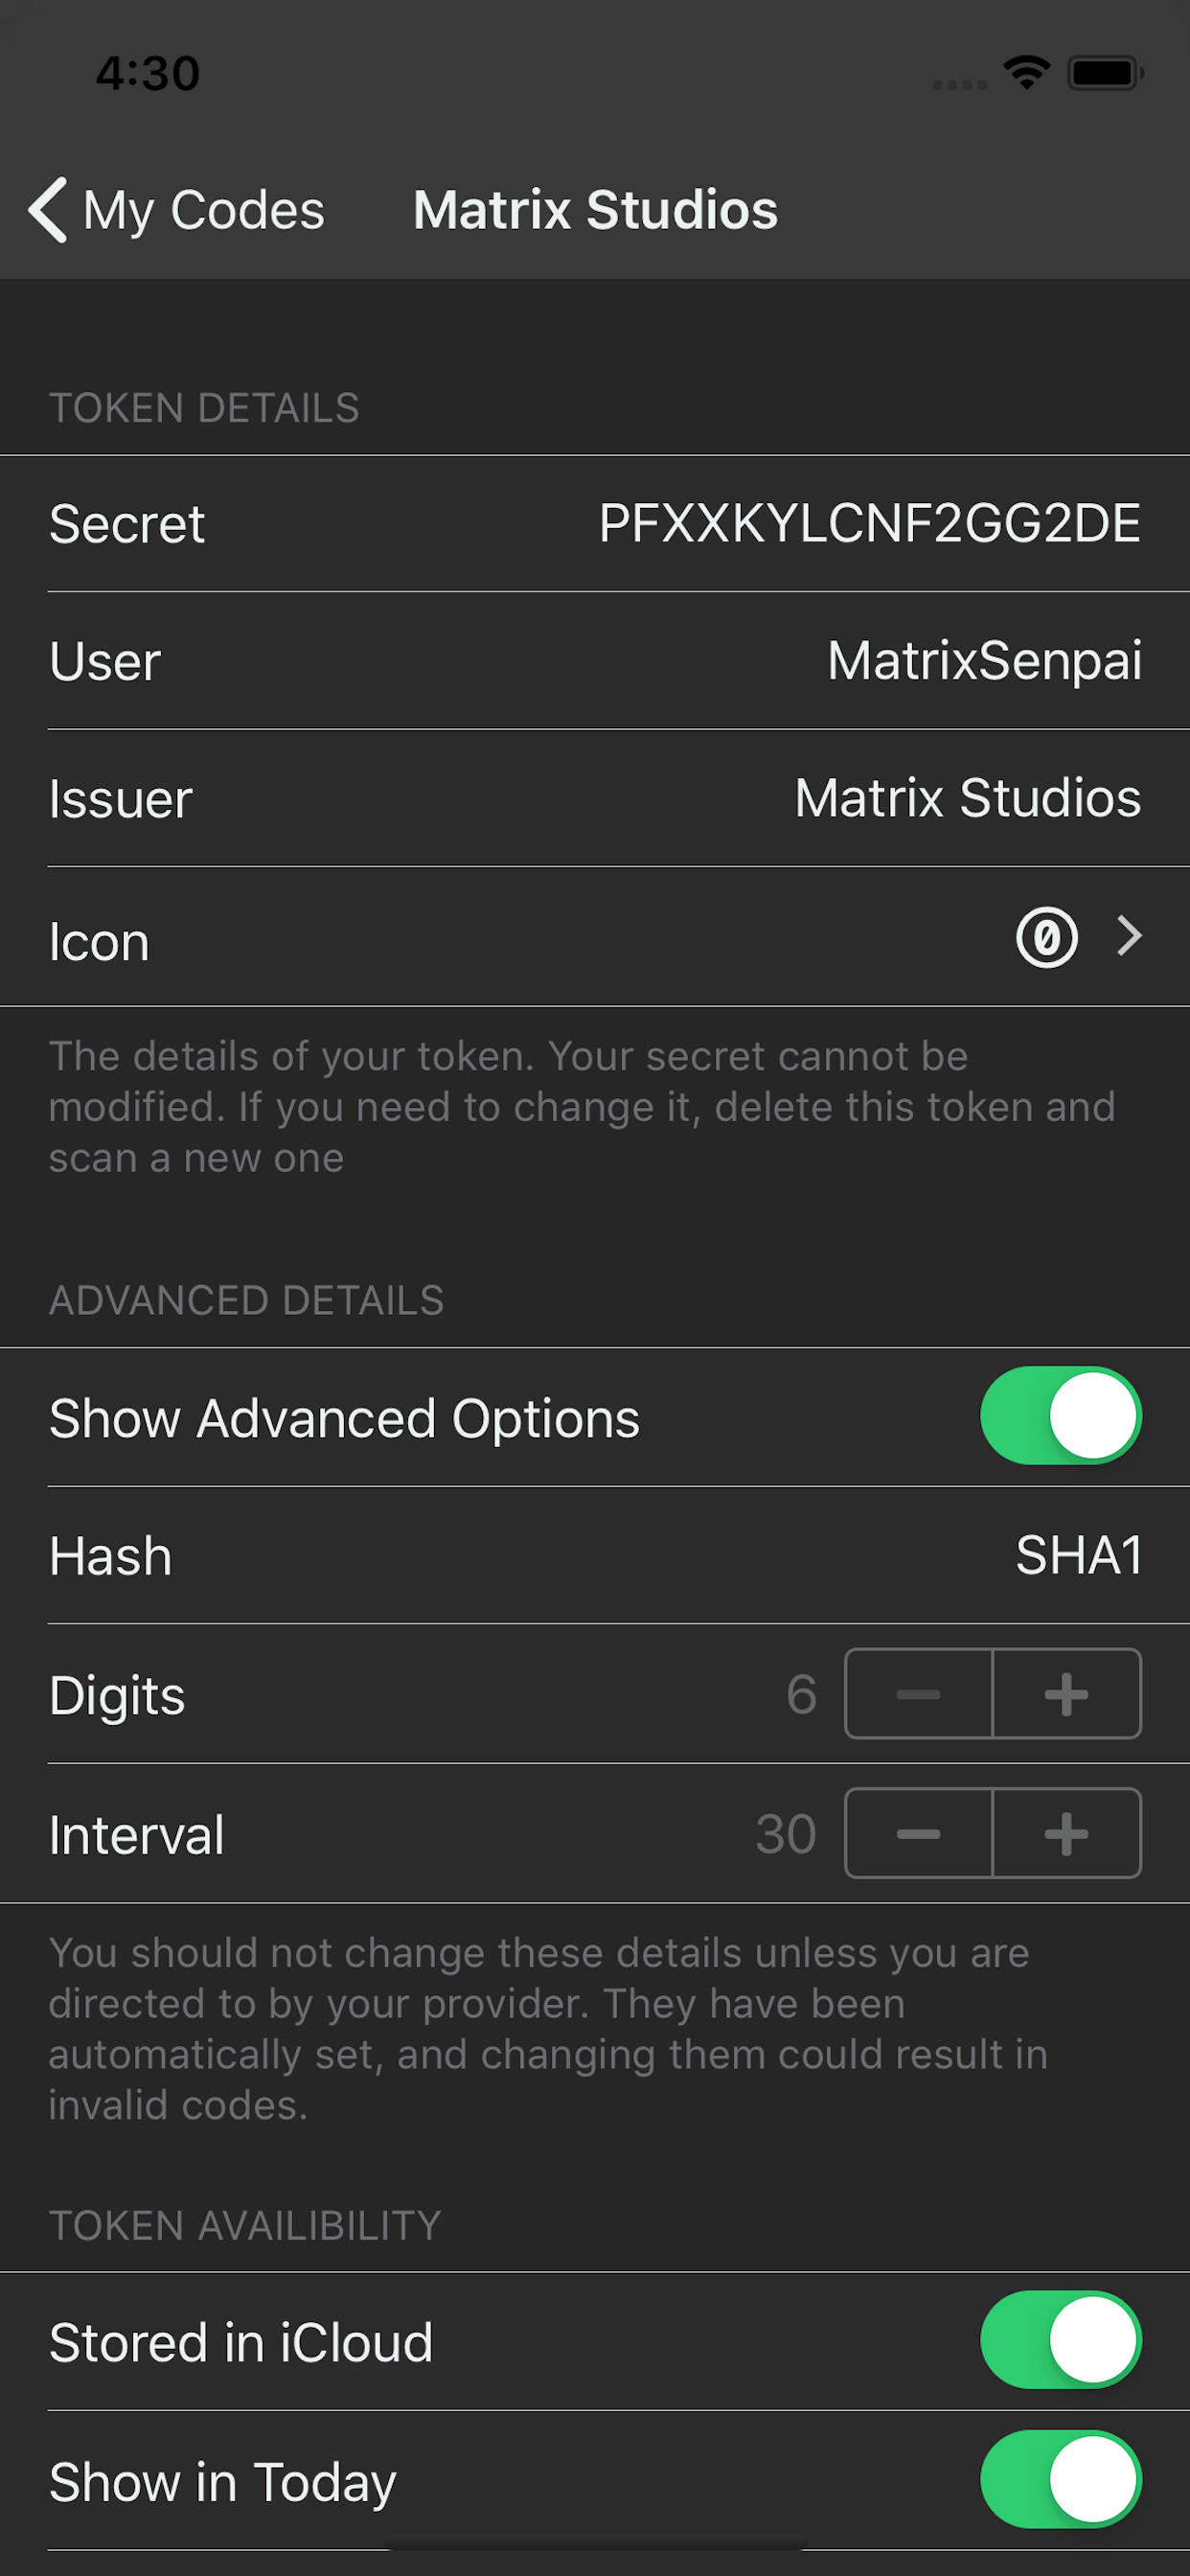 4:30
My Codes
Matrix Studios
TOKEN DETAILS
Secret PFXXKYLCNF2GG2DE
User MatrixSenpai
Issuer Matrix Studios
Icon 0
The details of your token. Your secret cannot be
modified. If you need to change it, delete this token and
scan a new one
ADVANCED DETAILS
Show Advanced Options
Hash SHA1
Digits 6 − +
Interval 30 − +
You should not change these details unless you are
directed to by your provider. They have been
automatically set, and changing them could result in
invalid codes.
TOKEN AVAILIBILITY
Stored in iCloud
Show in Today